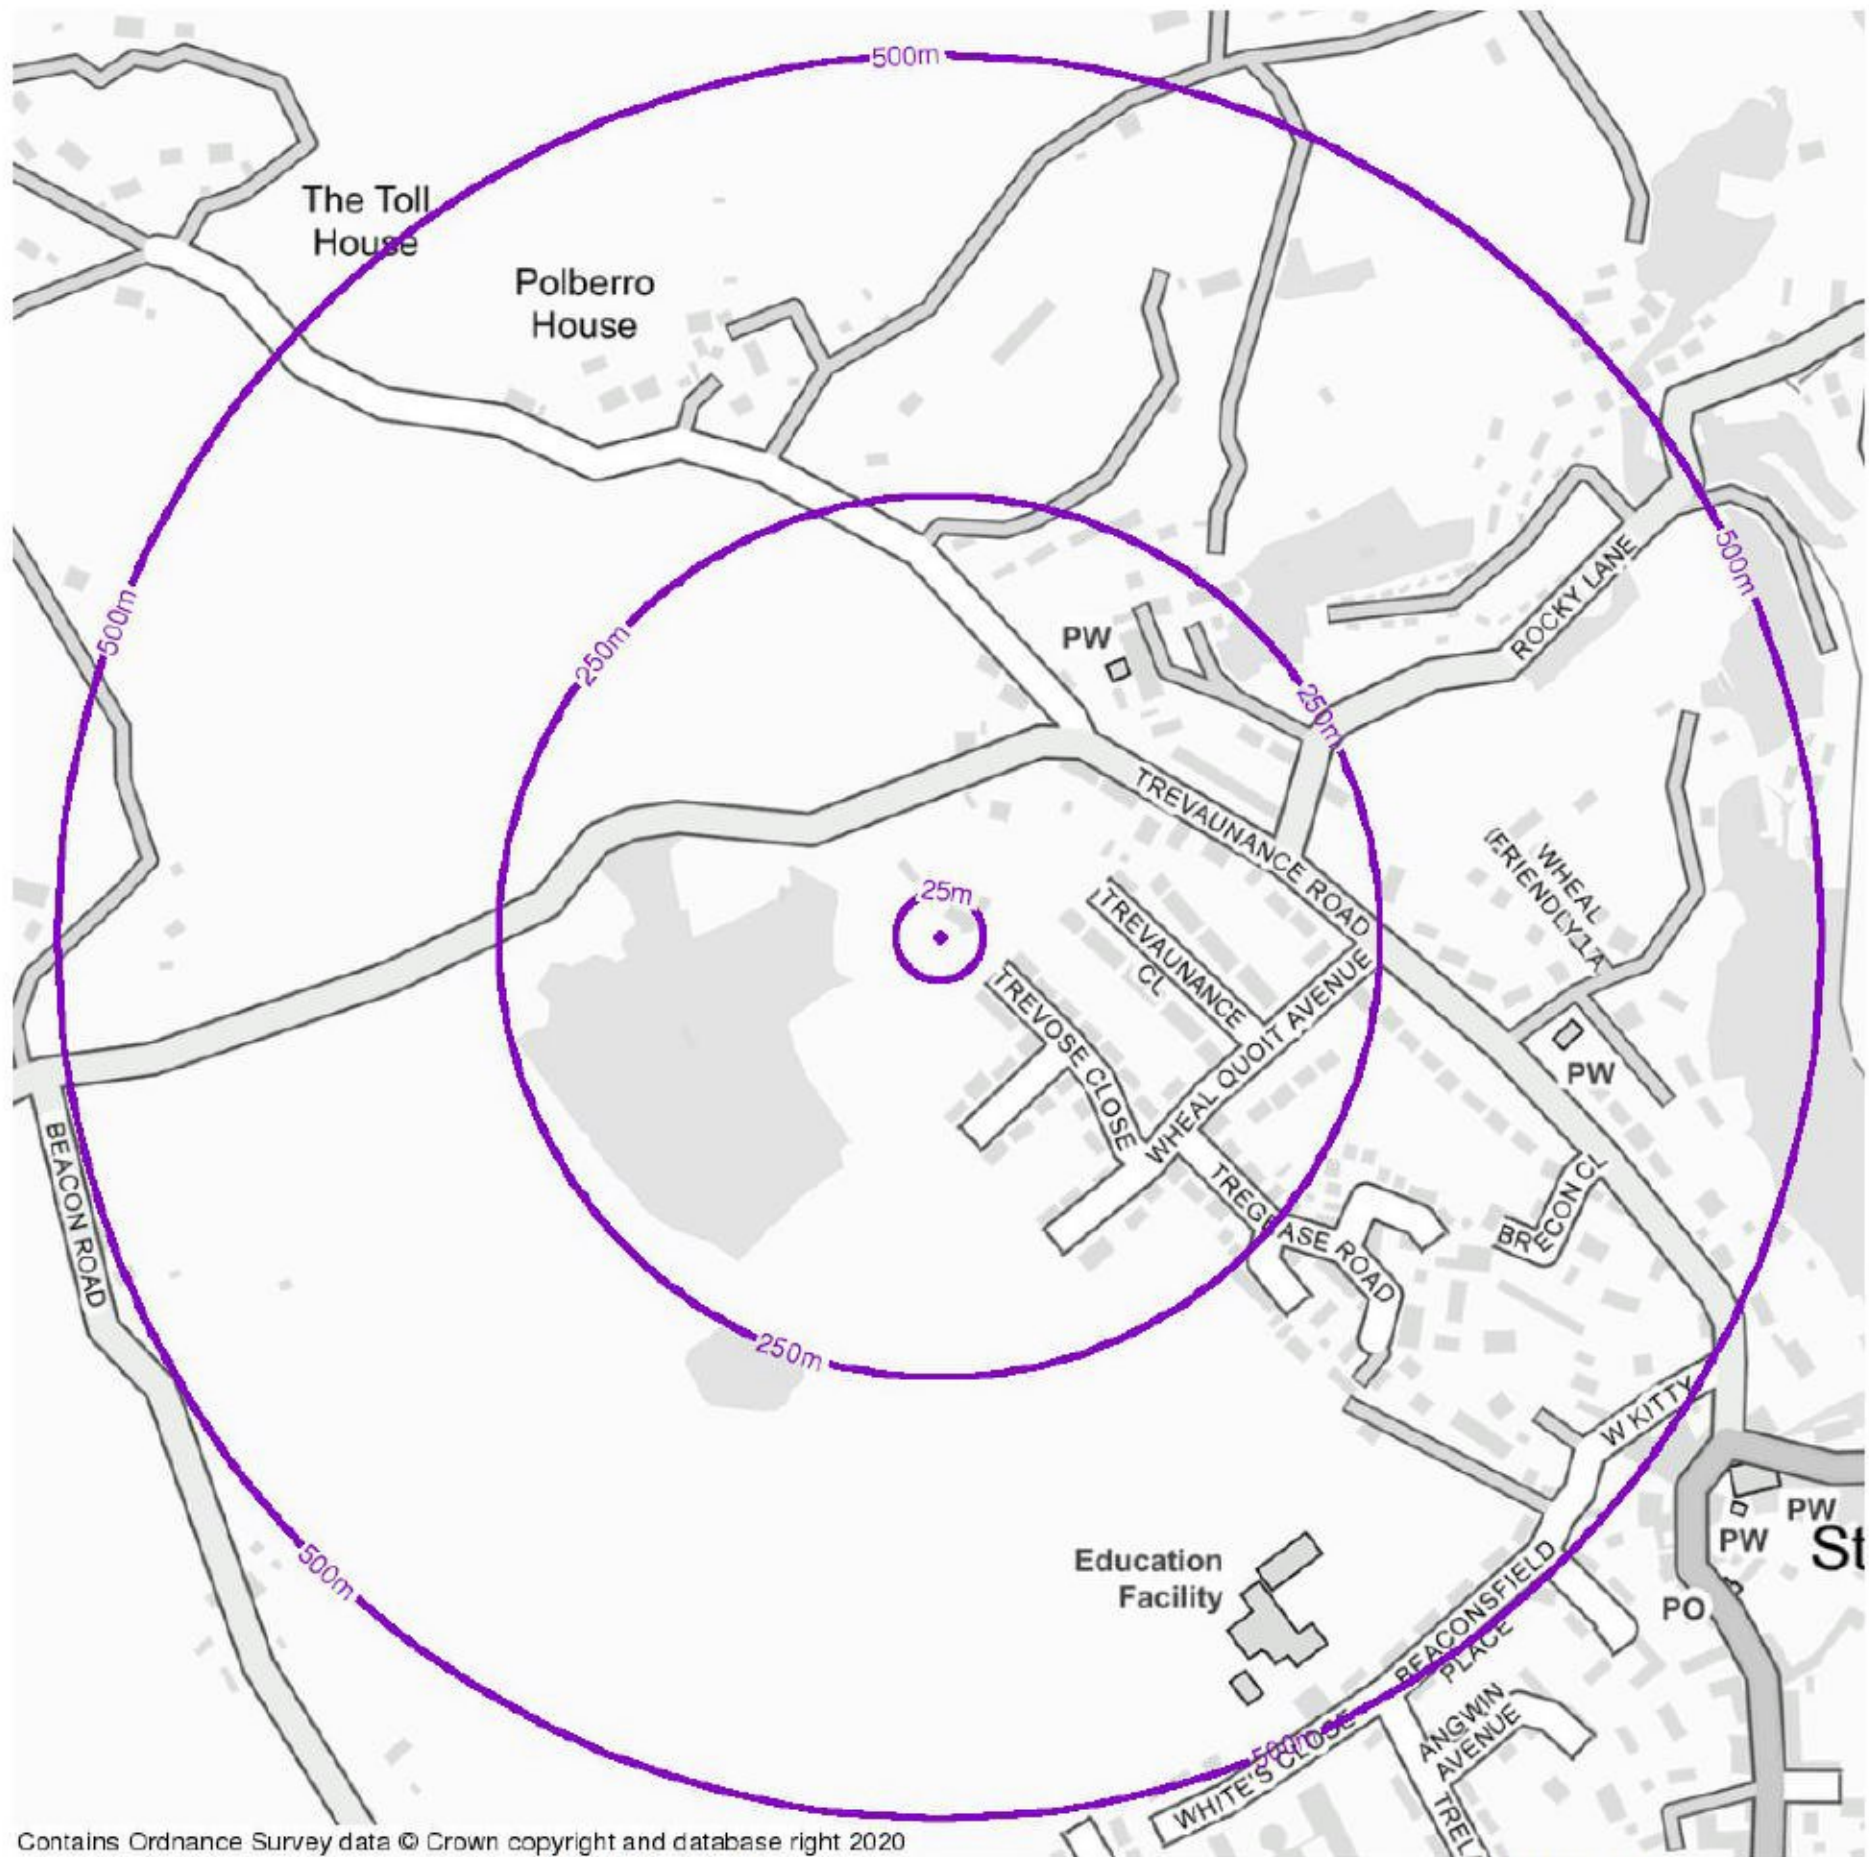 500m
The Toll
House
Polberro
House
500m
250m
PW
ROCKY LANE
500m
250m
TREVAUNANCE ROAD
WHEAL
25m
TREVAUNANCE
CL
WHEAL QUOIT AVENUE
TREVOSE CLOSE
PW
BEACON ROAD
TREGEASE ROAD
BRECON CL
250m
W KITTY
500m
Education
Facility
PW
PW
St
PO
BEACONSFIELD
PLACE
ANGWIN
AVENUE
500m
WHITE'S CLOSE
TREL
Contains Ordnance Survey data © Crown copyright and database right 2020